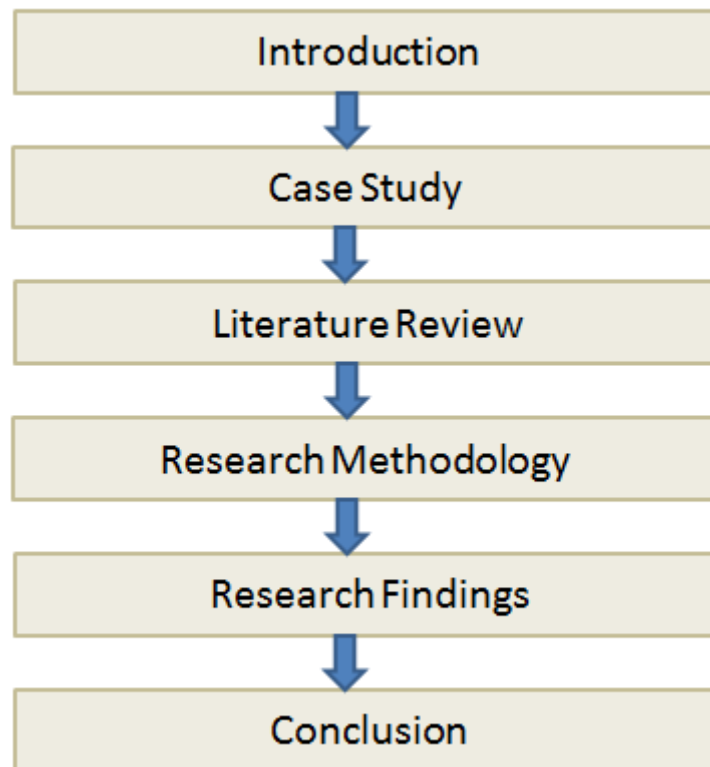 Introduction
Case Study
Literature Review
Research Methodology
Research Findings
Conclusion